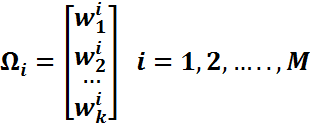 Ω_i = [w_1^i w_2^i ... w_k^i] i = 1, 2, ....., M